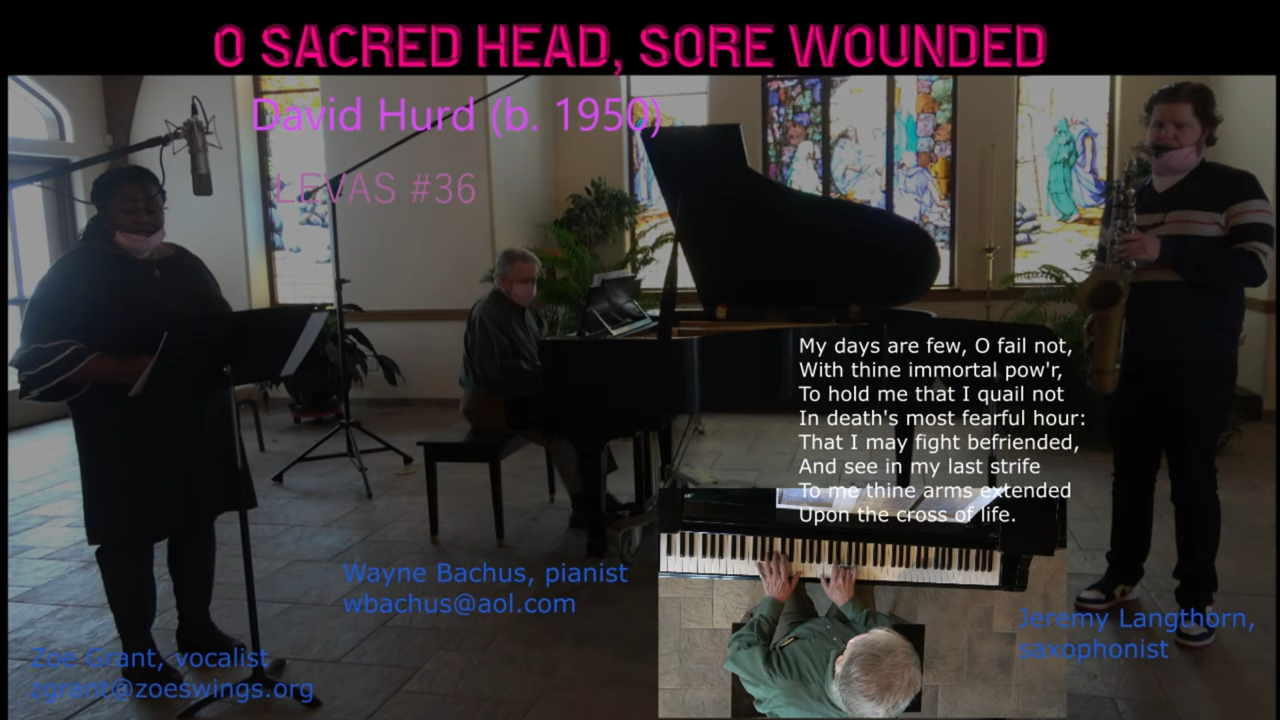 O SACRED HEAD, SORE WOUNDED
David Hurd (b. 1950)
LEVAS #36
My days are few, O fail not,
With thine immortal pow'r,
To hold me that I quail not
In death's most fearful hour:
That I may fight befriended,
And see in my last strife
To me thine arms extended
Upon the cross of life.
Wayne Bachus, pianist
wbachus@aol.com
Jeremy Langthorn,
saxophonist
Zoe Grant, vocalist
zgrant@zoeswings.org